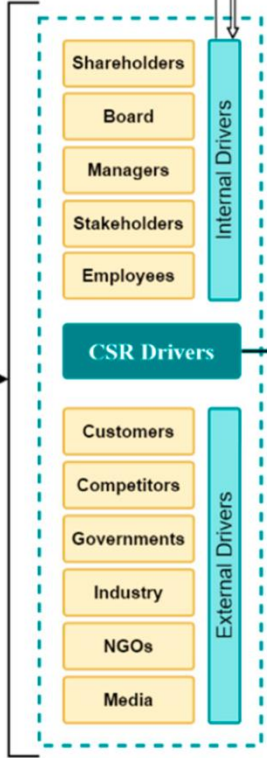 Shareholders
Board
Managers
Stakeholders
Employees
Internal Drivers
CSR Drivers
Customers
Competitors
Governments
Industry
NGOs
Media
External Drivers